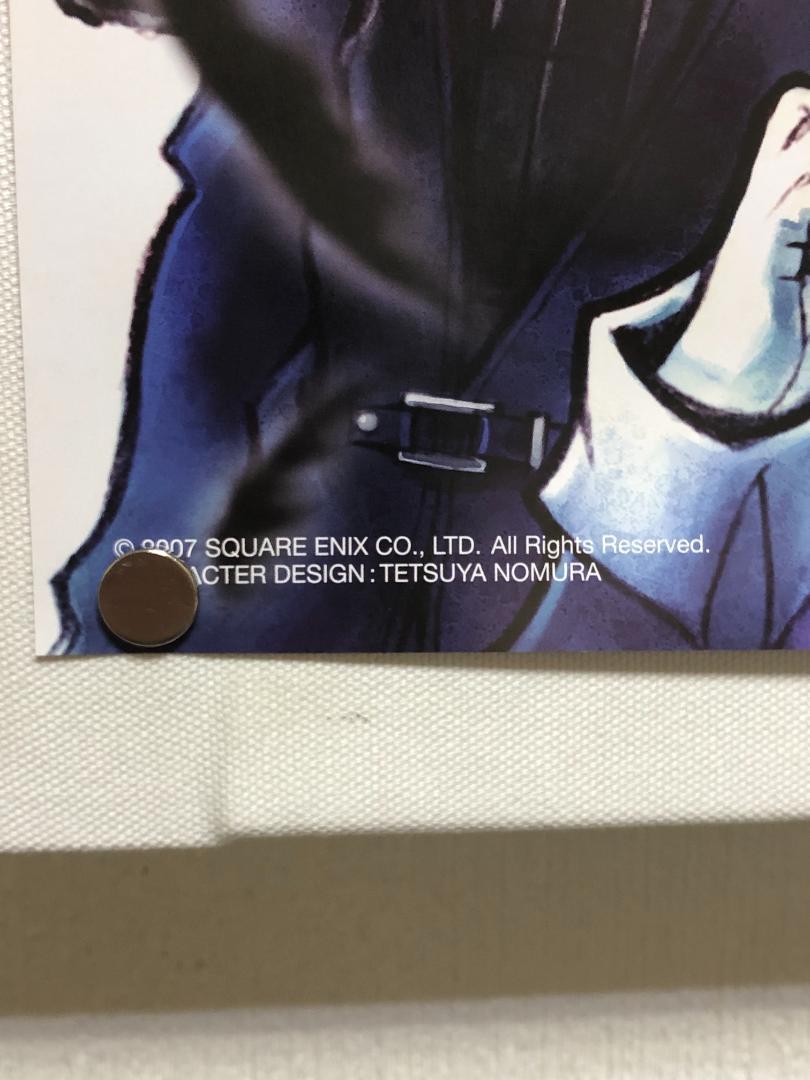 © 2007 SQUARE ENIX CO., LTD. All Rights Reserved.
ACTER DESIGN : TETSUYA NOMURA